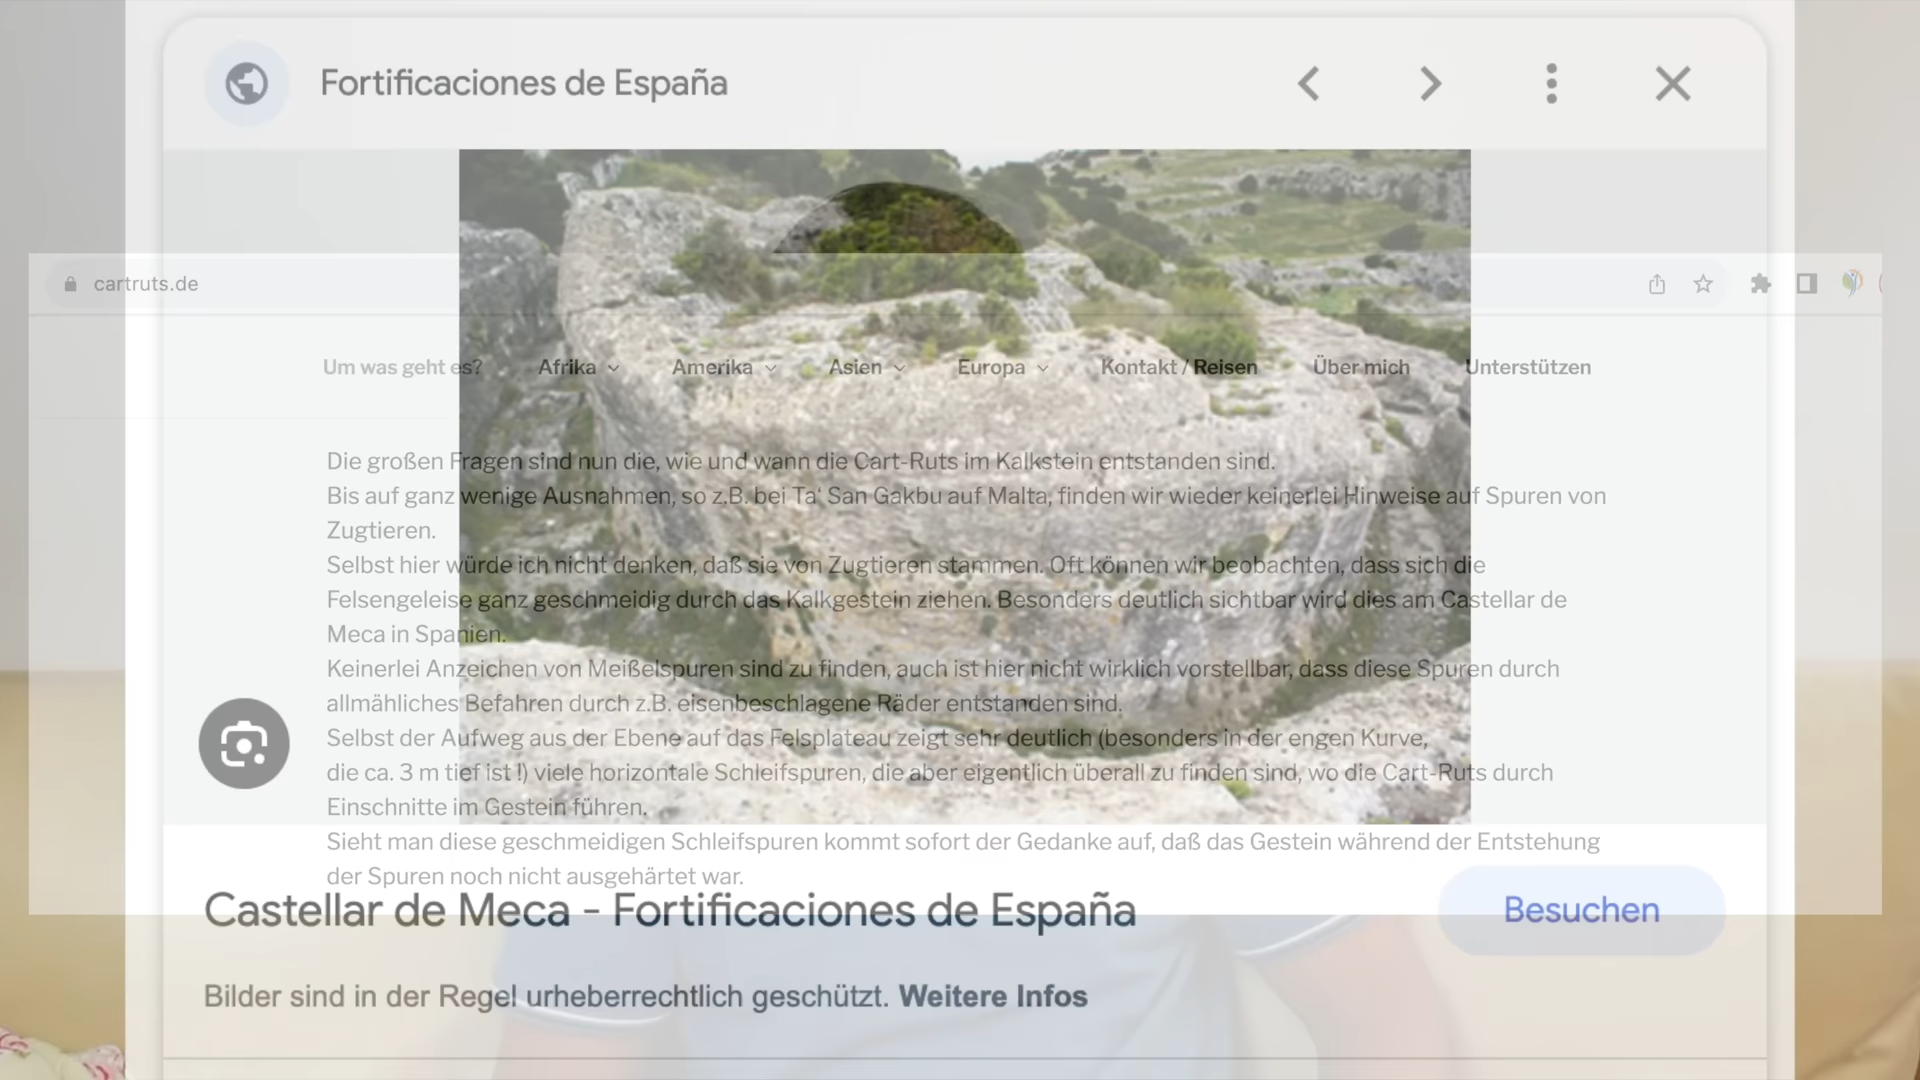 Fortificaciones de España
cartruts.de
Um was geht es? Afrika Amerika Asien Europa Kontakt / Reisen Über mich Unterstützen
Die großen Fragen sind nun die, wie und wann die Cart-Ruts im Kalkstein entstanden sind.
Bis auf ganz wenige Ausnahmen, so z.B. bei Ta‘ San Gakbu auf Malta, finden wir wieder keinerlei Hinweise auf Spuren von
Zugtieren.
Selbst hier würde ich nicht denken, daß sie von Zugtieren stammen. Oft können wir beobachten, dass sich die
Felsengeleise ganz geschmeidig durch das Kalkgestein ziehen. Besonders deutlich sichtbar wird dies am Castellar de
Meca in Spanien.
Keinerlei Anzeichen von Meißelspuren sind zu finden, auch ist hier nicht wirklich vorstellbar, dass diese Spuren durch
allmähliches Befahren durch z.B. eisenbeschlagene Räder entstanden sind.
Selbst der Aufweg aus der Ebene auf das Felsplateau zeigt sehr deutlich (besonders in der engen Kurve,
die ca. 3 m tief ist !) viele horizontale Schleifspuren, die aber eigentlich überall zu finden sind, wo die Cart-Ruts durch
Einschnitte im Gestein führen.
Sieht man diese geschmeidigen Schleifspuren kommt sofort der Gedanke auf, daß das Gestein während der Entstehung
der Spuren noch nicht ausgehärtet war.
Castellar de Meca - Fortificaciones de España
Besuchen
Bilder sind in der Regel urheberrechtlich geschützt. Weitere Infos